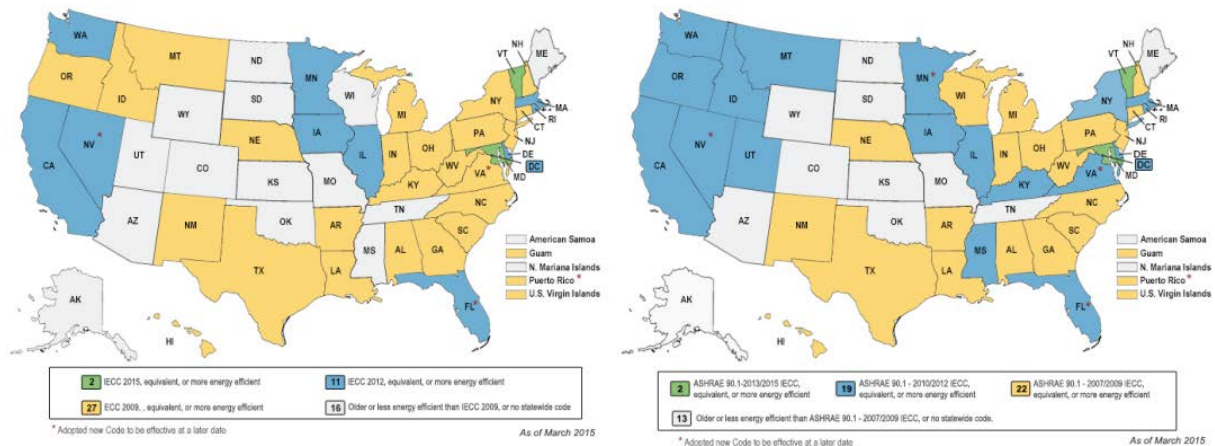 WA
MT
ND
MN
OR
ID
SD
WI
WY
MI
NY
VT
NH
ME
MA
RI
CT
NJ
PA
DE
DC
MD
NV *
NE
IA
IL
IN
OH
WV
VA *
CA
UT
CO
KS
MO
KY
NC
TN
AZ
NM
OK
AR
SC
MS
AL
GA
TX
LA
FL *
AK
HI
American Samoa
Guam
N. Mariana Islands
Puerto Rico *
U.S. Virgin Islands
2 IECC 2015, equivalent, or more energy efficient
11 IECC 2012, equivalent, or more energy efficient
27 EC 2009, , equivalent, or more energy efficient
16 Older or less energy efficient than IECC 2009, or no statewide code
* Adopted new Code to be effective at a later date
As of March 2015
WA
MT
ND
MN *
OR
ID
SD
WI
WY
MI
NY
VT
NH
ME
MA
RI
CT
NJ
PA
DE
DC
MD
NV *
NE
IA
IL
IN
OH
WV
VA *
CA
UT
CO
KS
MO
KY
NC
TN
AZ
NM
OK
AR
SC
MS
AL
GA
TX
LA
FL *
AK
HI
American Samoa
Guam
N. Mariana Islands
Puerto Rico *
U.S. Virgin Islands
2 ASHRAE 90.1-2013/2015 IECC,
equivalent, or more energy efficient
19 ASHRAE 90.1 - 2010/2012 IECC,
equivalent, or more energy efficient
22 ASHRAE 90.1 - 2007/2009 IECC,
equivalent, or more energy efficient
13 Older or less energy efficient than ASHRAE 90.1 - 2007/2009 IECC, or no statewide code.
* Adopted new Code to be effective at a later date
As of March 2015